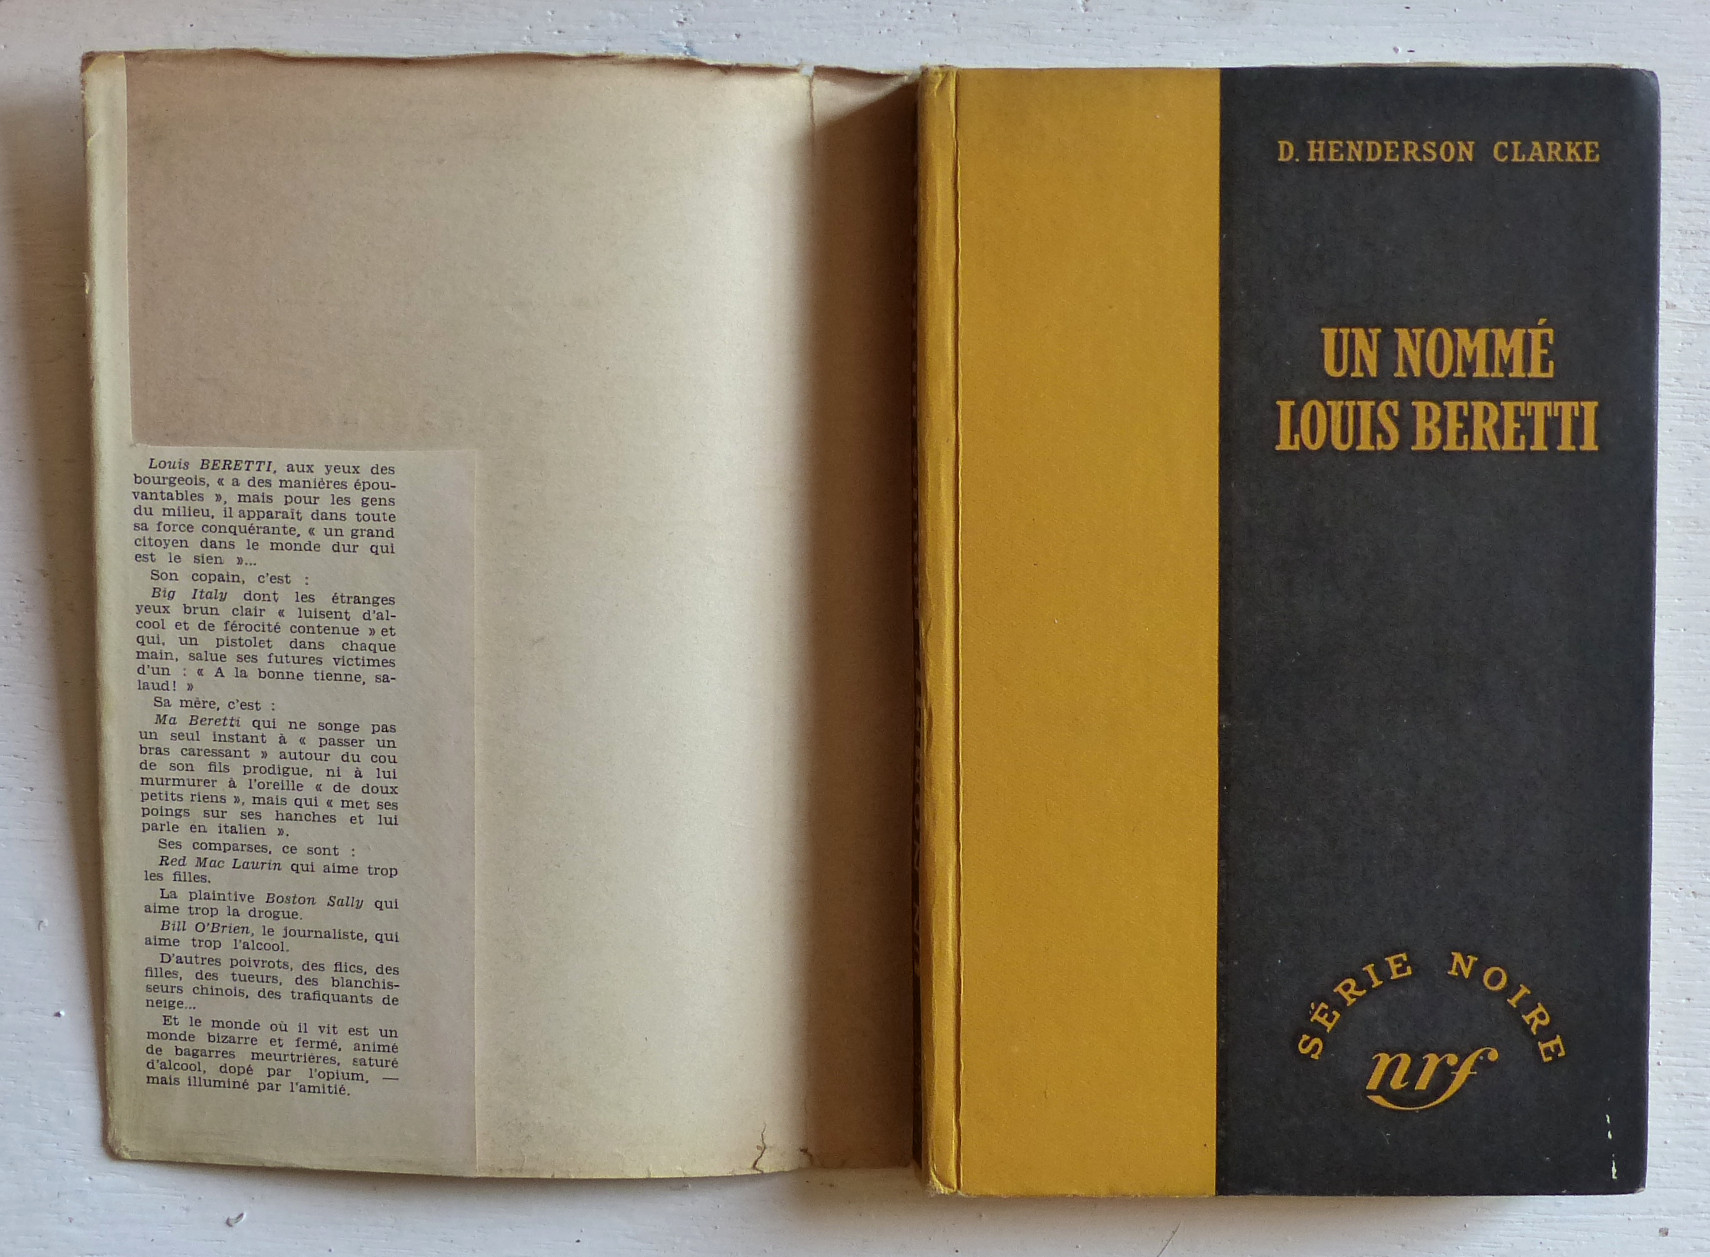 Louis BERETTI, aux yeux des
bourgeois, « a des manières épou-
vantables », mais pour les gens
du milieu, il apparaît dans toute
sa force conquérante, « un grand
citoyen dans le monde dur qui
est le sien »...
Son copain, c'est :
Big Italy dont les étranges
yeux brun clair « luisent d'al-
cool et de férocité contenue » et
qui, un pistolet dans chaque
main, salue ses futures victimes
d'un : « A la bonne tienne, sa-
laud! »
Sa mère, c'est :
Ma Beretti qui ne songe pas
un seul instant à « passer un
bras caressant » autour du cou
de son fils prodigue, ni à lui
murmurer à l'oreille « de doux
petits riens », mais qui « met ses
poings sur ses hanches et lui
parle en italien ».
Ses comparses, ce sont :
Red Mac Laurin qui aime trop
les filles.
La plaintive Boston Sally qui
aime trop la drogue.
Bill O'Brien, le journaliste, qui
aime trop l'alcool.
D'autres poivrots, des flics, des
filles, des tueurs, des blanchis-
seurs chinois, des trafiquants de
neige...
Et le monde où il vit est un
monde bizarre et fermé, animé
de bagarres meurtrières, saturé
d'alcool, dopé par l'opium, —
mais illuminé par l'amitié.
D. HENDERSON CLARKE
UN NOMMÉ
LOUIS BERETTI
SÉRIE NOIRE
nrf